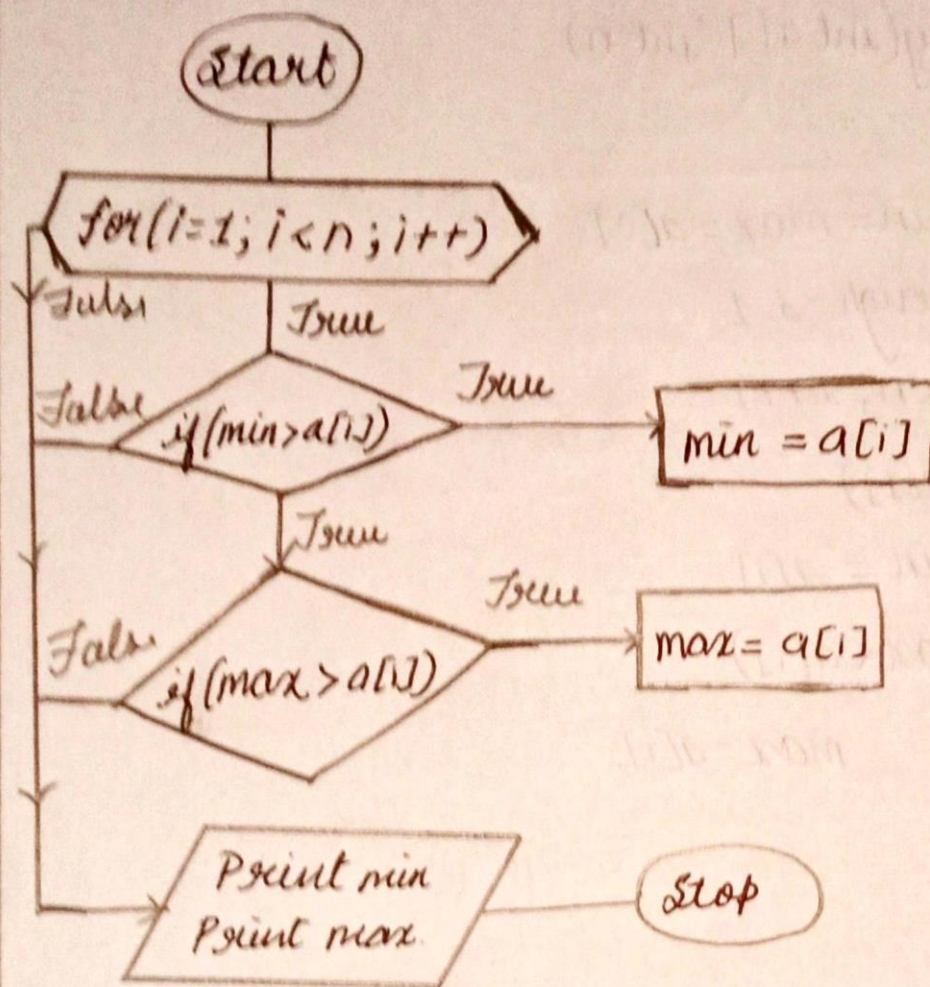 Start
for(i=1; i<n; i++)
False
True
False
True
if(min>a[i])
min = a[i]
True
True
False
if(max>a[i])
max= a[i]
Print min
Print max
Stop